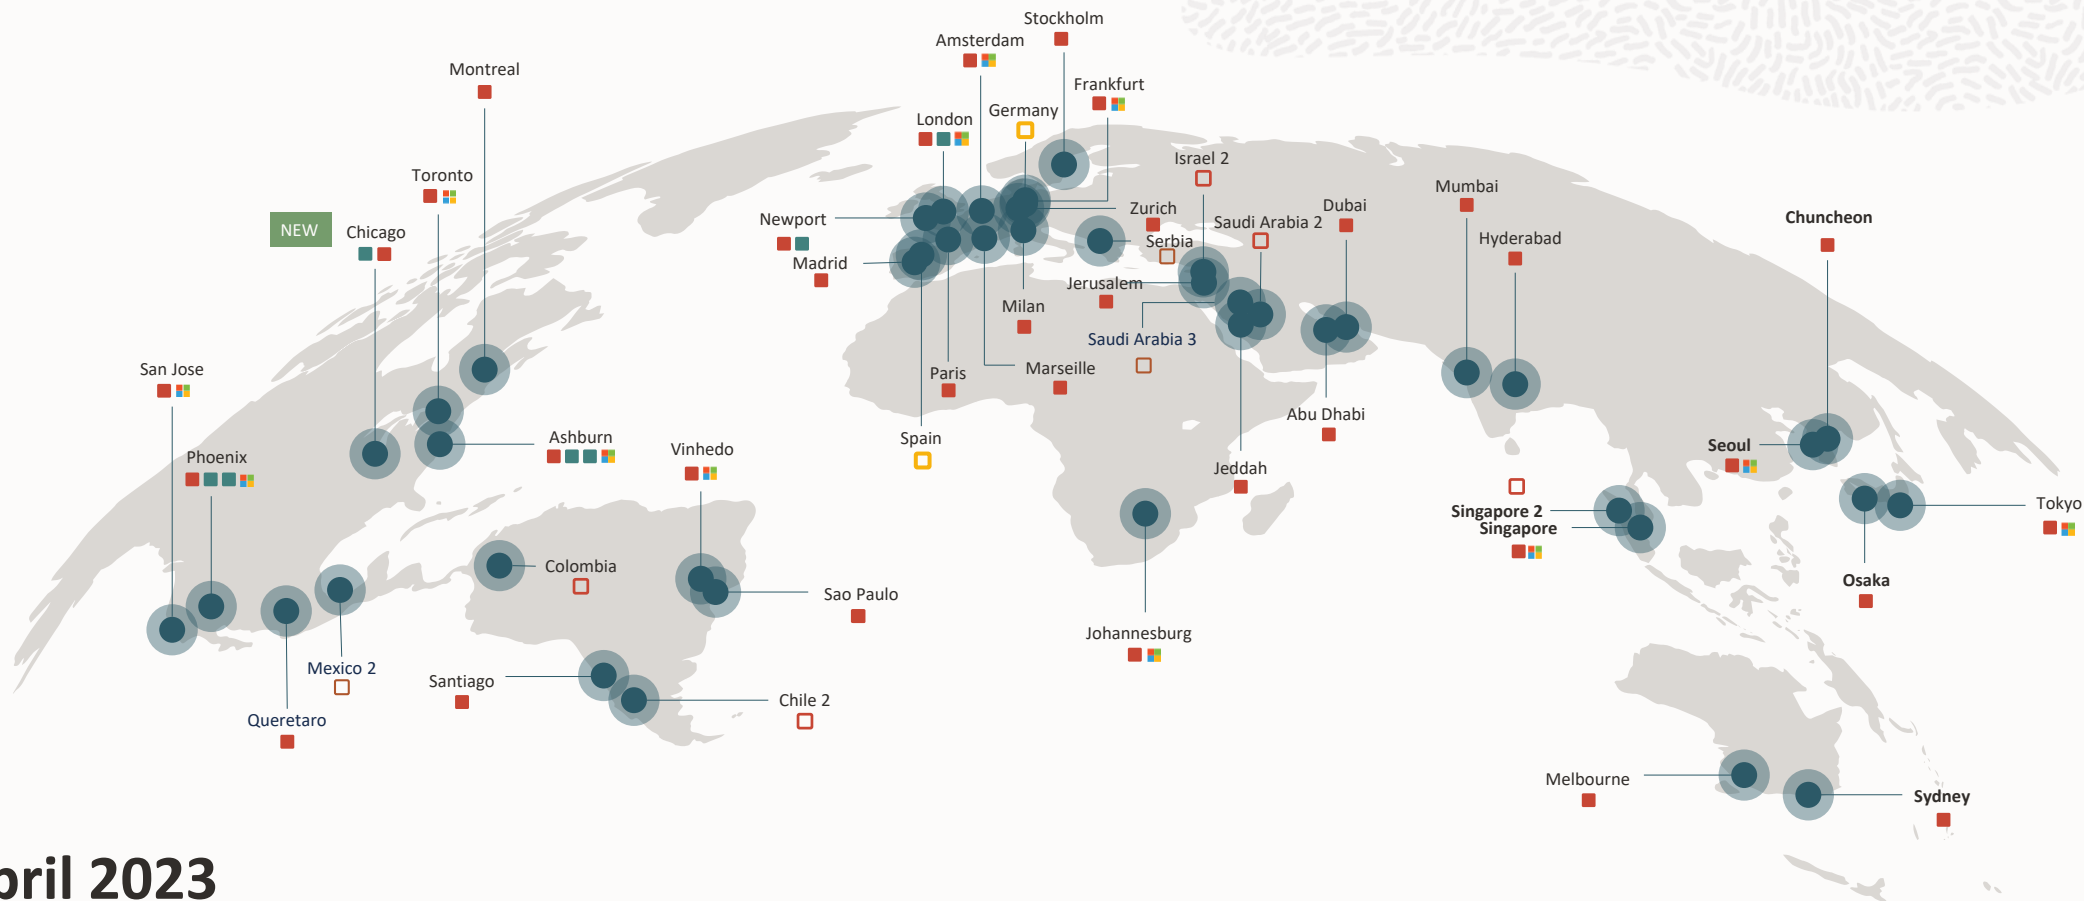 Stockholm
Amsterdam
Montreal
Frankfurt
Germany
London
Israel 2
Toronto
Mumbai
NEW
Chicago
Newport
Zurich
Dubai
Saudi Arabia 2
Chuncheon
Serbia
Hyderabad
Madrid
Jerusalem
Milan
Saudi Arabia 3
San Jose
Paris
Marseille
Abu Dhabi
Phoenix
Ashburn
Vinhedo
Spain
Seoul
Jeddah
Singapore 2
Singapore
Tokyo
Colombia
Sao Paulo
Osaka
Johannesburg
Mexico 2
Santiago
Chile 2
Queretaro
Melbourne
Sydney
pril 2023